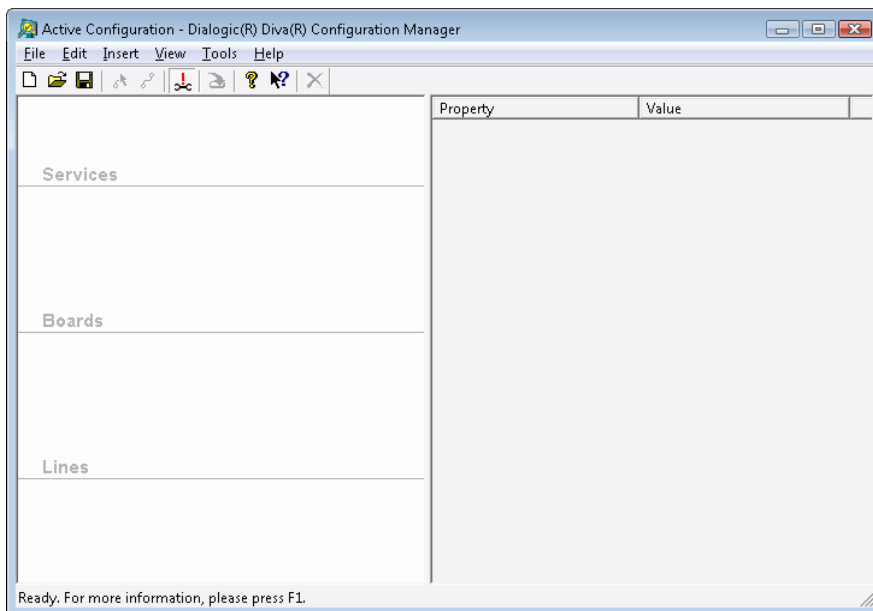 Active Configuration - Dialogic(R) Diva(R) Configuration Manager
File Edit Insert View Tools Help
Property Value
Services
Boards
Lines
Ready. For more information, please press F1.